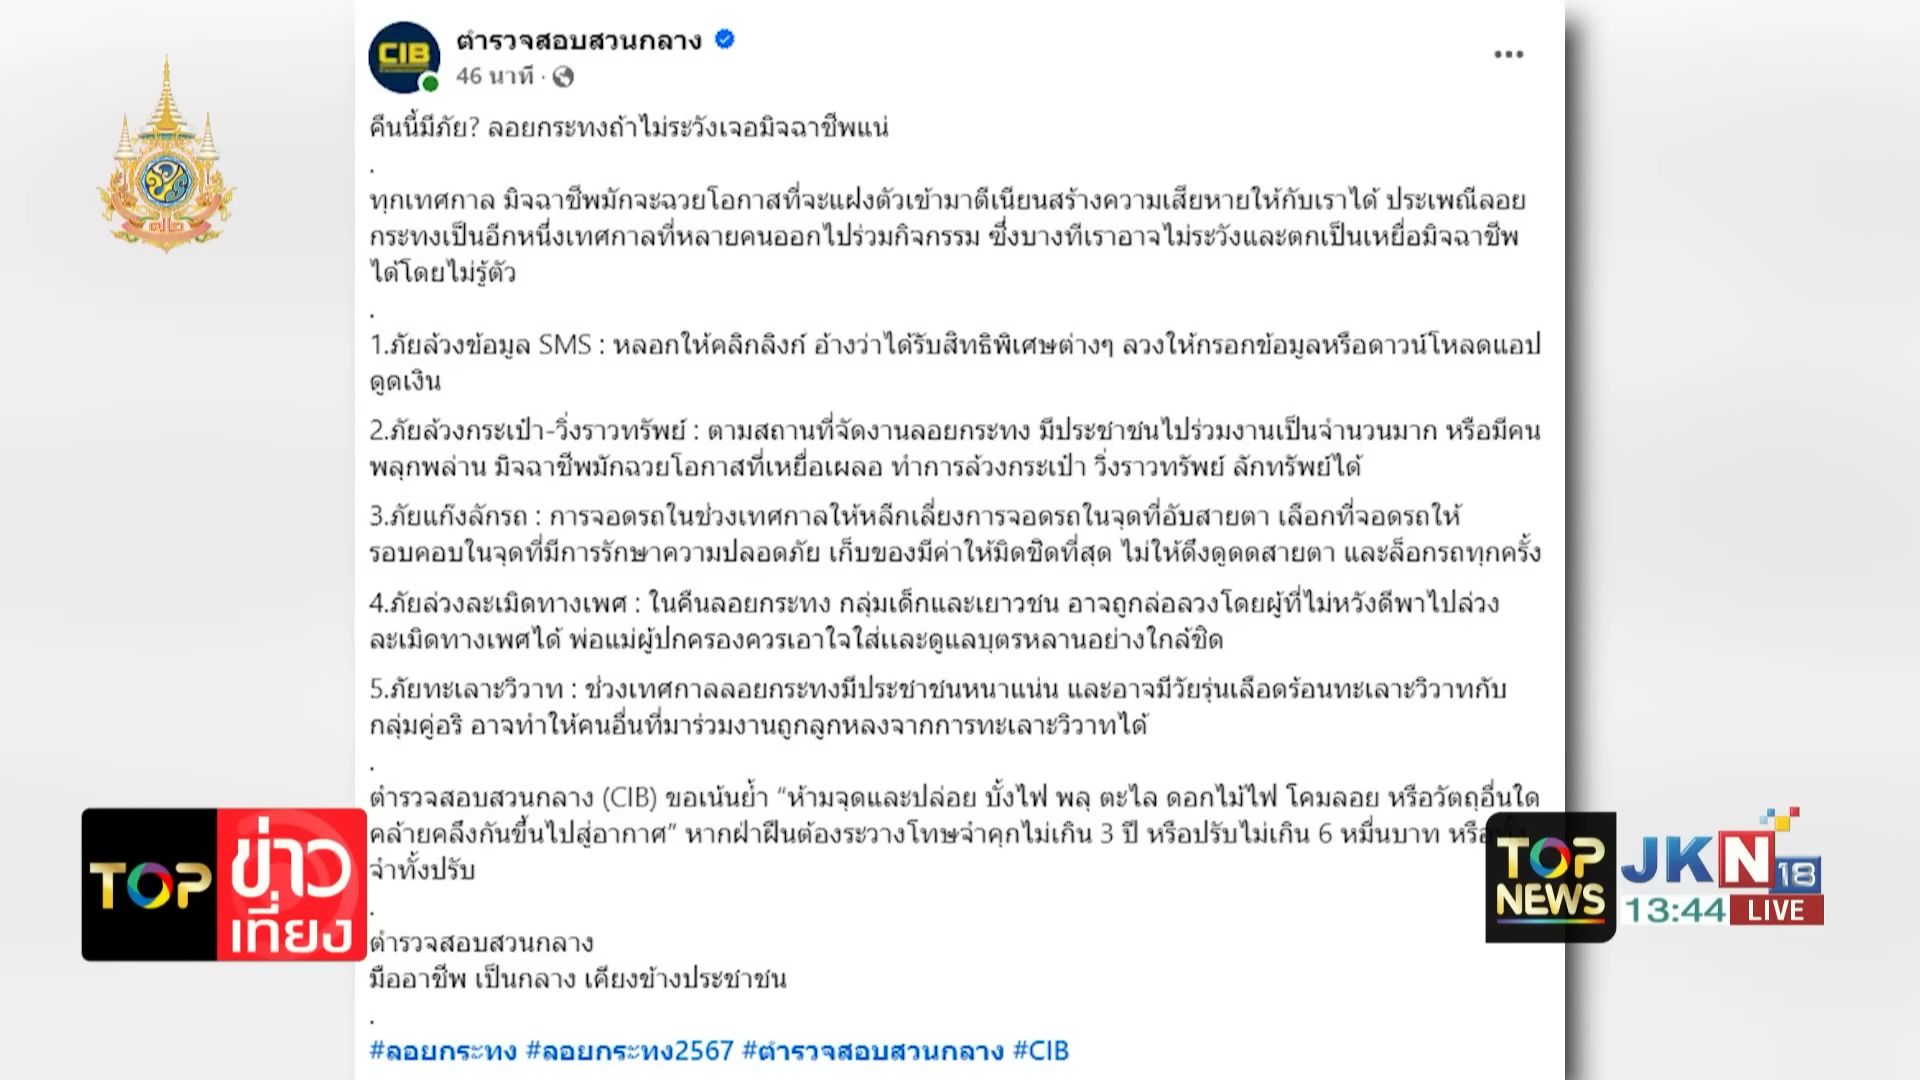 CIB
ตำรวจสอบสวนกลาง
46 นาที ·
คืนนี้มีภัย? ลอยกระทงถ้าไม่ระวังเจอมิจฉาชีพแน่
.
ทุกเทศกาล มิจฉาชีพมักจะฉวยโอกาสที่จะแฝงตัวเข้ามาตีเนียนสร้างความเสียหายให้กับเราได้ ประเพณีลอย
กระทงเป็นอีกหนึ่งเทศกาลที่หลายคนออกไปร่วมกิจกรรม ซึ่งบางทีเราอาจไม่ระวังและตกเป็นเหยื่อมิจฉาชีพ
ได้โดยไม่รู้ตัว
.
1.ภัยล้วงข้อมูล SMS : หลอกให้คลิกลิงก์ อ้างว่าได้รับสิทธิพิเศษต่างๆ ลวงให้กรอกข้อมูลหรือดาวน์โหลดแอป
ดูดเงิน
2.ภัยล้วงกระเป๋า-วิ่งราวทรัพย์ : ตามสถานที่จัดงานลอยกระทง มีประชาชนไปร่วมงานเป็นจำนวนมาก หรือมีคน
พลุกพล่าน มิจฉาชีพมักฉวยโอกาสที่เหยื่อเผลอ ทำการล้วงกระเป๋า วิ่งราวทรัพย์ ลักทรัพย์ได้
3.ภัยแก๊งลักรถ : การจอดรถในช่วงเทศกาลให้หลีกเลี่ยงการจอดรถในจุดที่อับสายตา เลือกที่จอดรถให้
รอบคอบในจุดที่มีการรักษาความปลอดภัย เก็บของมีค่าให้มิดชิดที่สุด ไม่ให้ดึงดูดดสายตา และล็อกรถทุกครั้ง
4.ภัยล่วงละเมิดทางเพศ : ในคืนลอยกระทง กลุ่มเด็กและเยาวชน อาจถูกล่อลวงโดยผู้ที่ไม่หวังดีพาไปล่วง
ละเมิดทางเพศได้ พ่อแม่ผู้ปกครองควรเอาใจใส่และดูแลบุตรหลานอย่างใกล้ชิด
5.ภัยทะเลาะวิวาท : ช่วงเทศกาลลอยกระทงมีประชาชนหนาแน่น และอาจมีวัยรุ่นเลือดร้อนทะเลาะวิวาทกับ
กลุ่มคู่อริ อาจทำให้คนอื่นที่มาร่วมงานถูกลูกหลงจากการทะเลาะวิวาทได้
.
ตำรวจสอบสวนกลาง (CIB) ขอเน้นย้ำ “ห้ามจุดและปล่อย บั้งไฟ พลุ ตะไล ดอกไม้ไฟ โคมลอย หรือวัตถุอื่นใด
คล้ายคลึงกันขึ้นไปสู่อากาศ” หากฝ่าฝืนต้องระวางโทษจำคุกไม่เกิน 3 ปี หรือปรับไม่เกิน 6 หมื่นบาท
จำทั้งปรับ
.
ตำรวจสอบสวนกลาง
มืออาชีพ เป็นกลาง เคียงข้างประชาชน
.
#ลอยกระทง #ลอยกระทง2567 #ตำรวจสอบสวนกลาง #CIB
TOP ข่าว
เที่ยง
TOP
NEWS
JKN 18
13:44 LIVE